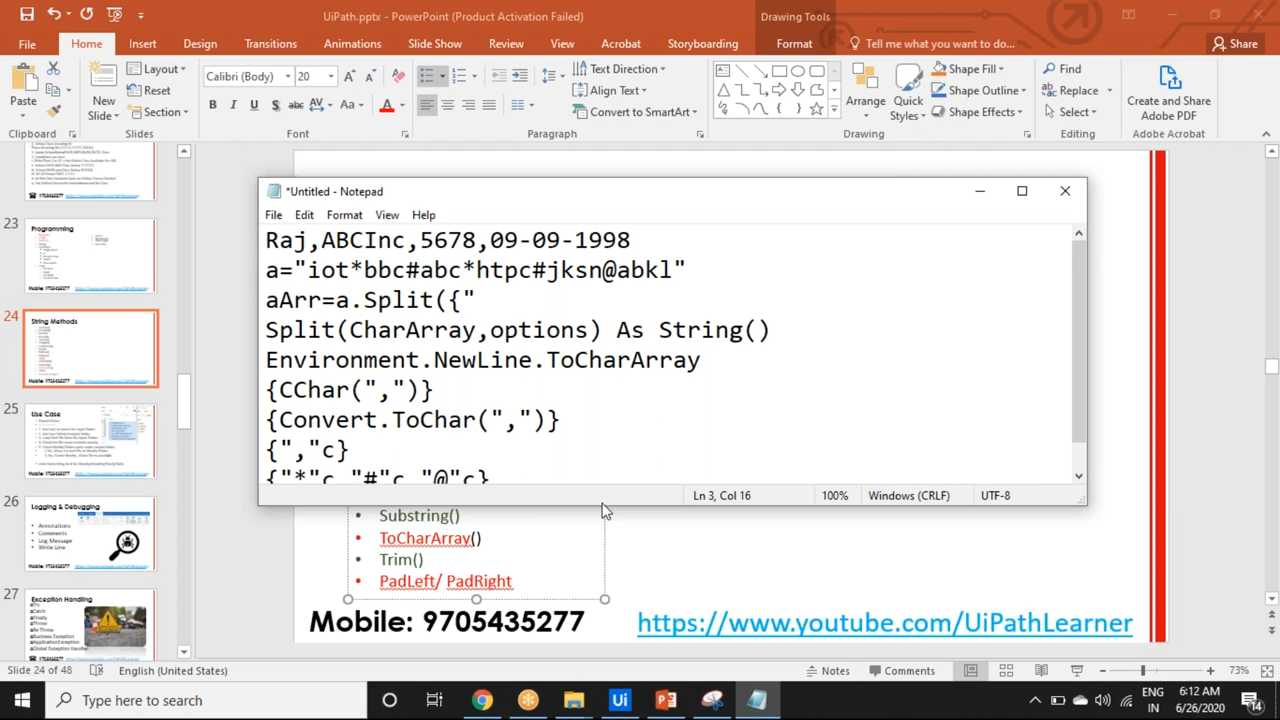 UiPath.pptx - PowerPoint (Product Activation Failed)
Drawing Tools
File Home Insert Design Transitions Animations Slide Show Review View Acrobat Storyboarding Format Tell me what you want to do... Share
Paste
New Slide
Layout
Reset
Section
Calibri (Body) 20
Text Direction
Align Text
Convert to SmartArt
Arrange
Quick Styles
Shape Fill
Shape Outline
Shape Effects
Find
Replace
Select
Create and Share Adobe PDF
Clipboard Slides Font Paragraph Drawing Editing Adobe Acrobat
*Untitled - Notepad
File Edit Format View Help
Raj,ABCInc,5678,09-09-1998
a="iot*bbc#abc*htpc#jksn@abkl"
aArr=a.Split({"
Split(CharArray,options) As String()
Environment.NewLine.ToCharArray
{CChar(",")}
{Convert.ToChar(",")}
{","c}
{"*"c,"#"c,"@"c}
Ln 3, Col 16 100% Windows (CRLF) UTF-8
• Substring()
• ToCharArray()
• Trim()
• PadLeft/ PadRight
Mobile: 9705435277 https://www.youtube.com/UiPathLearner
23
Programming
24
String Methods
25
Use Case
26
Logging & Debugging
• Annotations
• Comments
• Log Message
• Write Line
27
Exception Handling
Slide 24 of 48 English (United States) Notes Comments 73%
Type here to search
ENG
IN
6:12 AM
6/26/2020
14